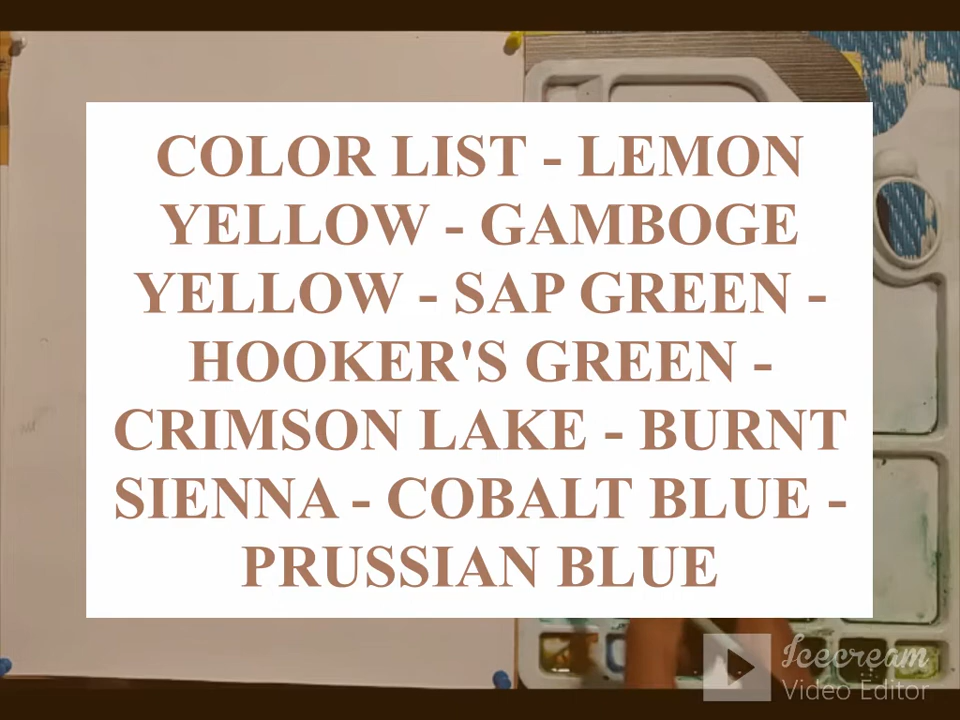 COLOR LIST - LEMON
YELLOW - GAMBOGE
YELLOW - SAP GREEN -
HOOKER'S GREEN -
CRIMSON LAKE - BURNT
SIENNA - COBALT BLUE -
PRUSSIAN BLUE
Icecream
Video Editor